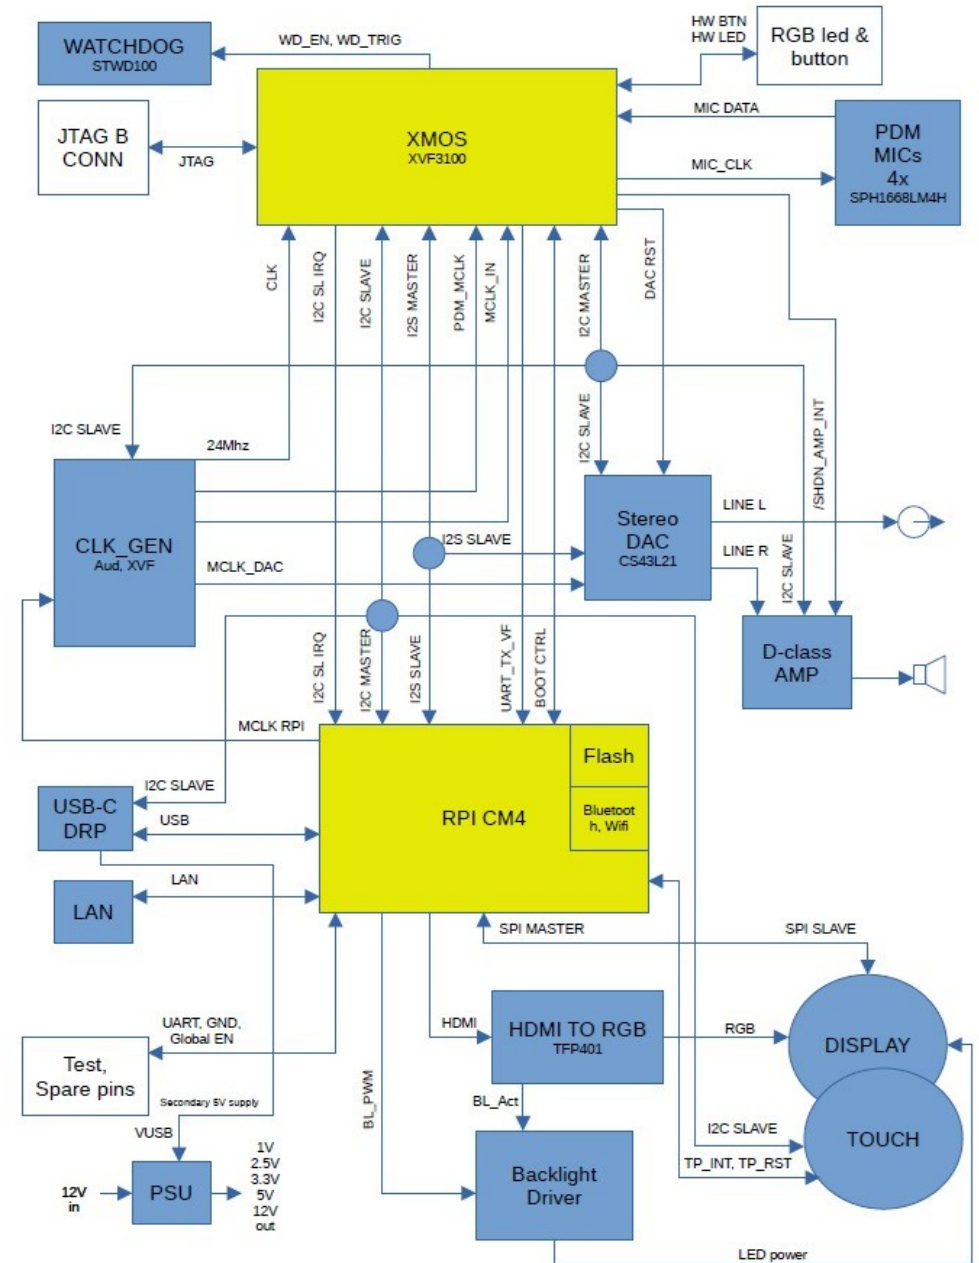 WATCHDOG
STWD100
WD_EN, WD_TRIG
HW BTN
HW LED
RGB led &
button
JTAG B
CONN
JTAG
XMOS
XVF3100
MIC DATA
MIC_CLK
PDM
MICs
4x
SPH1668LM4H
CLK
I2C SL IRQ
I2C SLAVE
I2S MASTER
PDM_MCLK
MCLK_IN
I2C MASTER
DAC RST
I2C SLAVE
24Mhz
I2C SLAVE
/SHDN_AMP_INT
CLK_GEN
Aud, XVF
MCLK_DAC
I2S SLAVE
Stereo
DAC
CS43L21
LINE L
LINE R
I2C SLAVE
D-class
AMP
I2C SL IRQ
I2C MASTER
I2S SLAVE
UART_TX_VF
BOOT CTRL
MCLK RPI
I2C SLAVE
USB-C
DRP
USB
RPI CM4
Flash
Bluetoot
h, Wifi
LAN
LAN
SPI MASTER
SPI SLAVE
UART, GND,
Global EN
Test,
Spare pins
HDMI
HDMI TO RGB
TFP401
RGB
DISPLAY
BL_PWM
BL_Act
Secondary 5V supply
VUSB
I2C SLAVE
TOUCH
TP_INT, TP_RST
Backlight
Driver
12V
in
PSU
1V
2.5V
3.3V
5V
12V
out
LED power